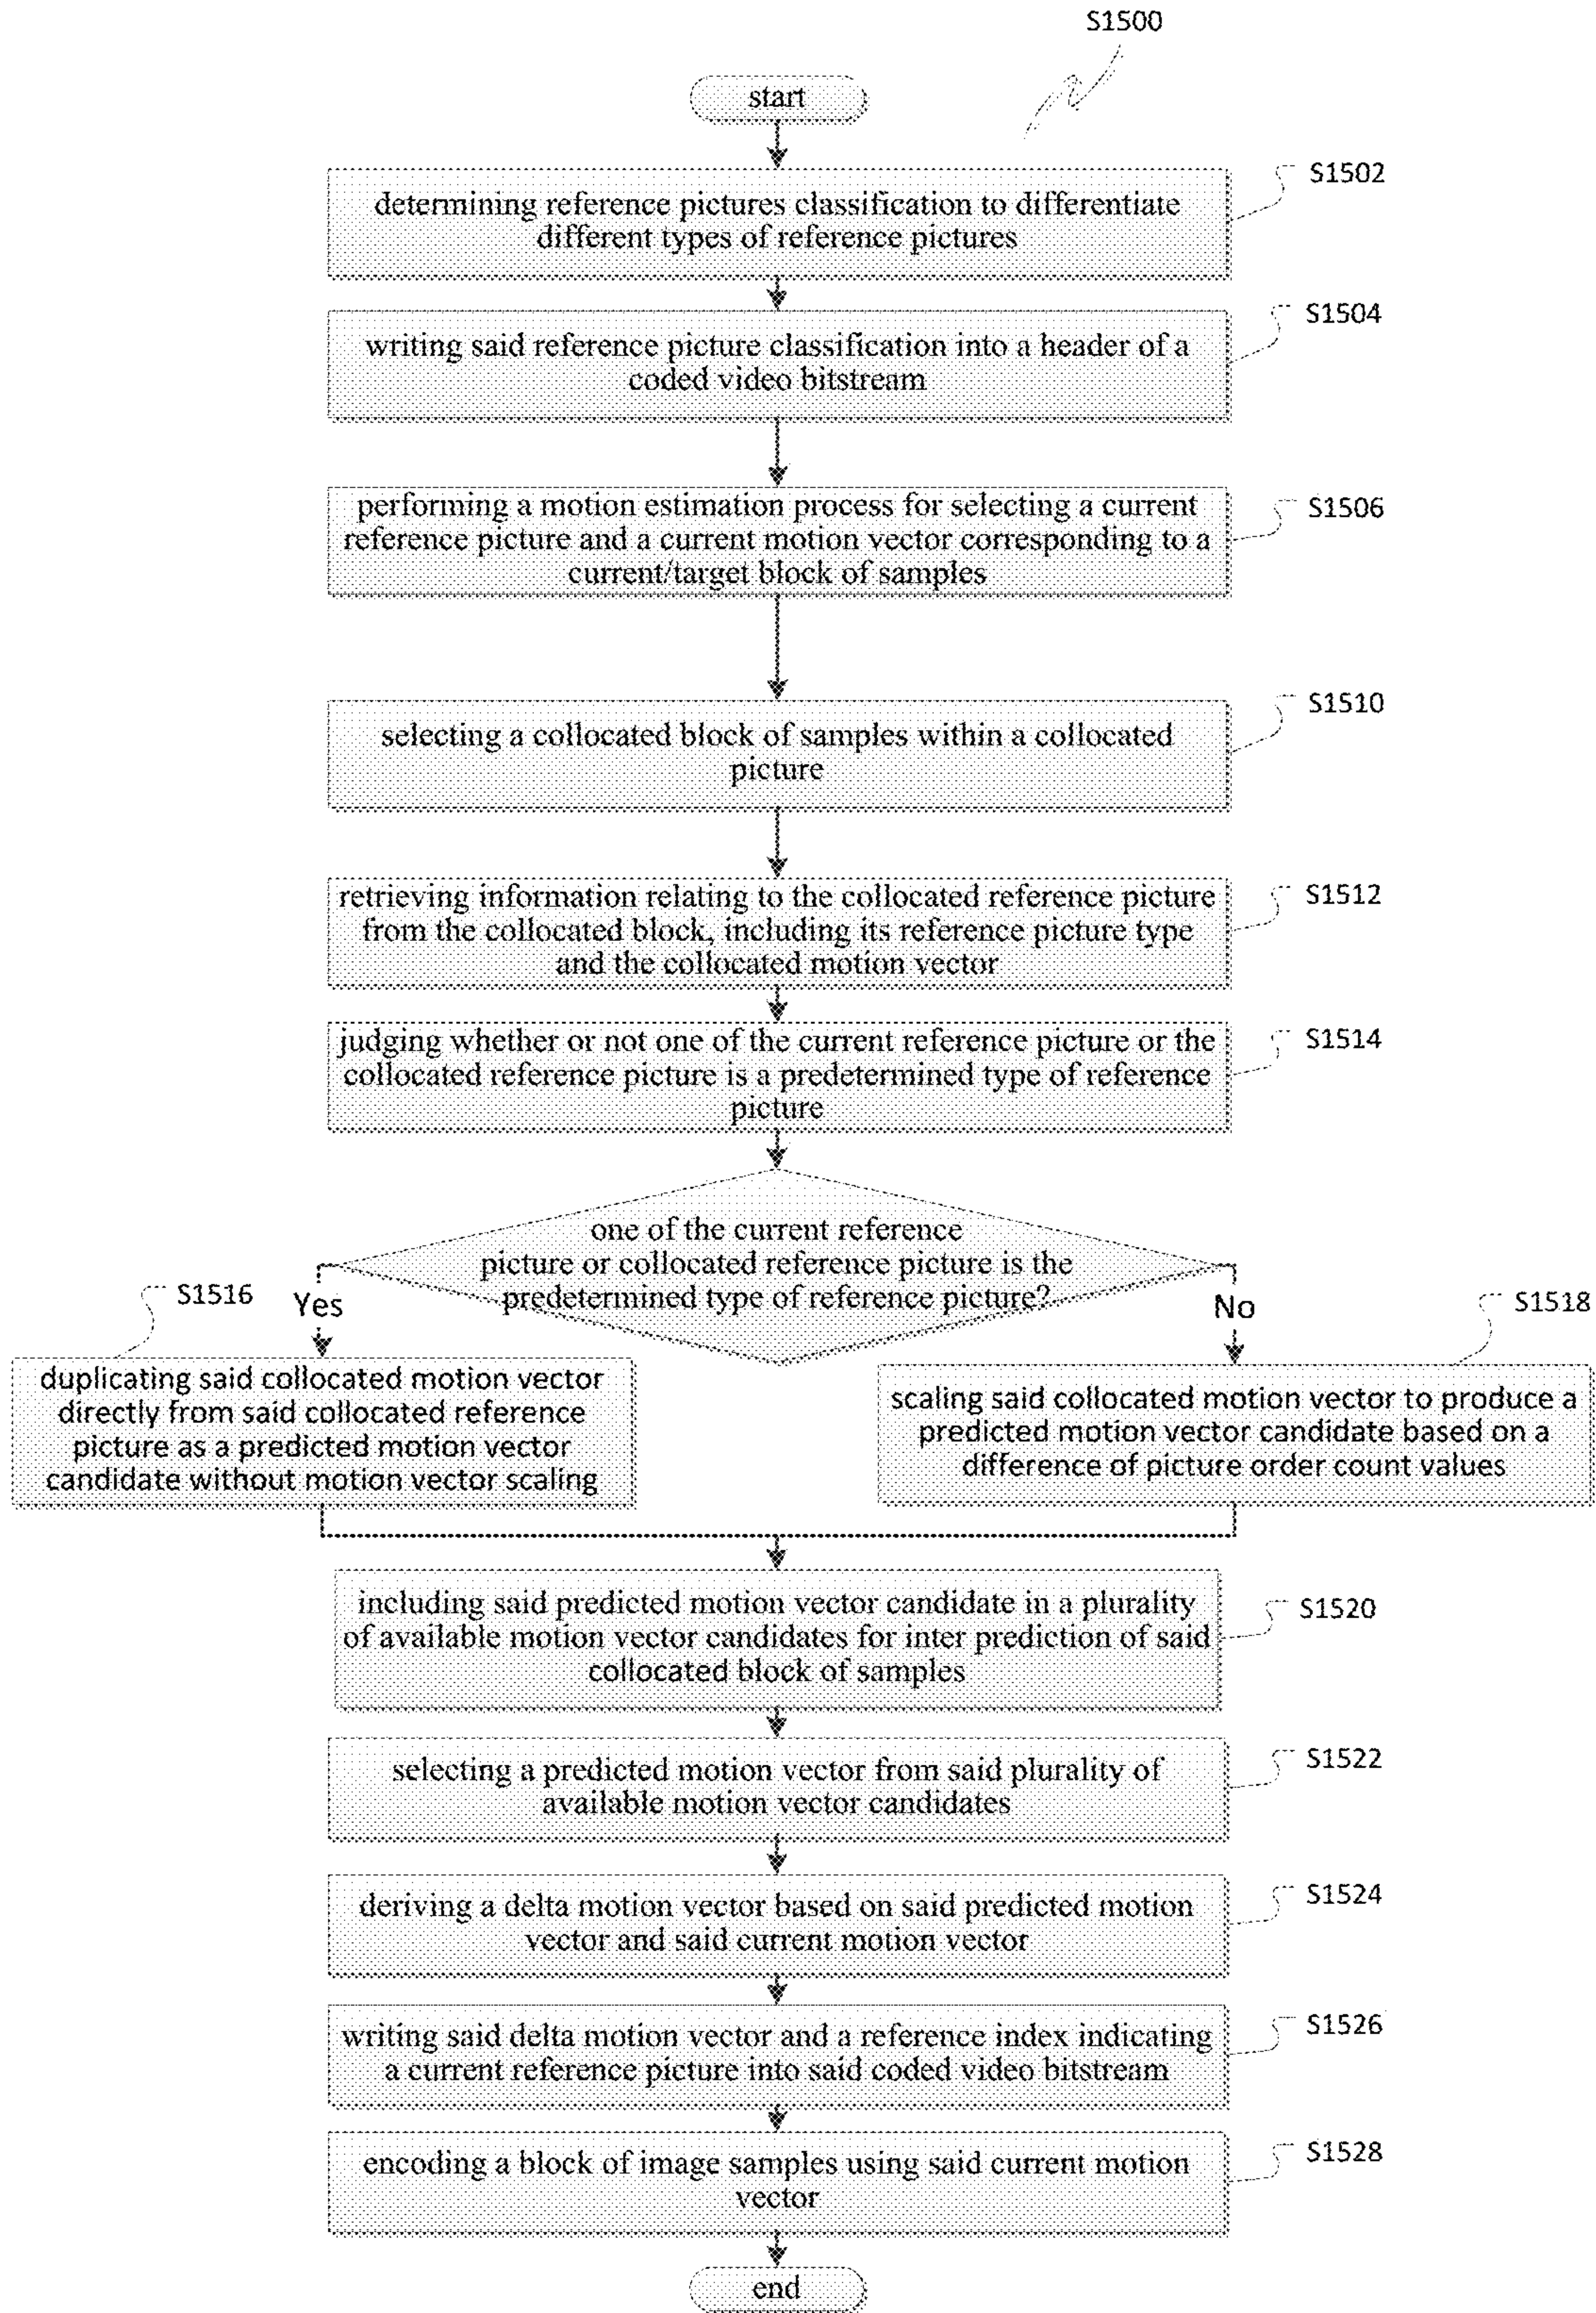 S1500
start
S1502
determining reference pictures classification to differentiate
different types of reference pictures
S1504
writing said reference picture classification into a header of a
coded video bitstream
S1506
performing a motion estimation process for selecting a current
reference picture and a current motion vector corresponding to a
current/target block of samples
S1510
selecting a collocated block of samples within a collocated
picture
S1512
retrieving information relating to the collocated reference picture
from the collocated block, including its reference picture type
and the collocated motion vector
S1514
judging whether or not one of the current reference picture or the
collocated reference picture is a predetermined type of reference
picture
one of the current reference
picture or collocated reference picture is the
predetermined type of reference picture?
S1516
Yes
No
S1518
duplicating said collocated motion vector
directly from said collocated reference
picture as a predicted motion vector
candidate without motion vector scaling
scaling said collocated motion vector to produce a
predicted motion vector candidate based on a
difference of picture order count values
S1520
including said predicted motion vector candidate in a plurality
of available motion vector candidates for inter prediction of said
collocated block of samples
S1522
selecting a predicted motion vector from said plurality of
available motion vector candidates
S1524
deriving a delta motion vector based on said predicted motion
vector and said current motion vector
S1526
writing said delta motion vector and a reference index indicating
a current reference picture into said coded video bitstream
S1528
encoding a block of image samples using said current motion
vector
end